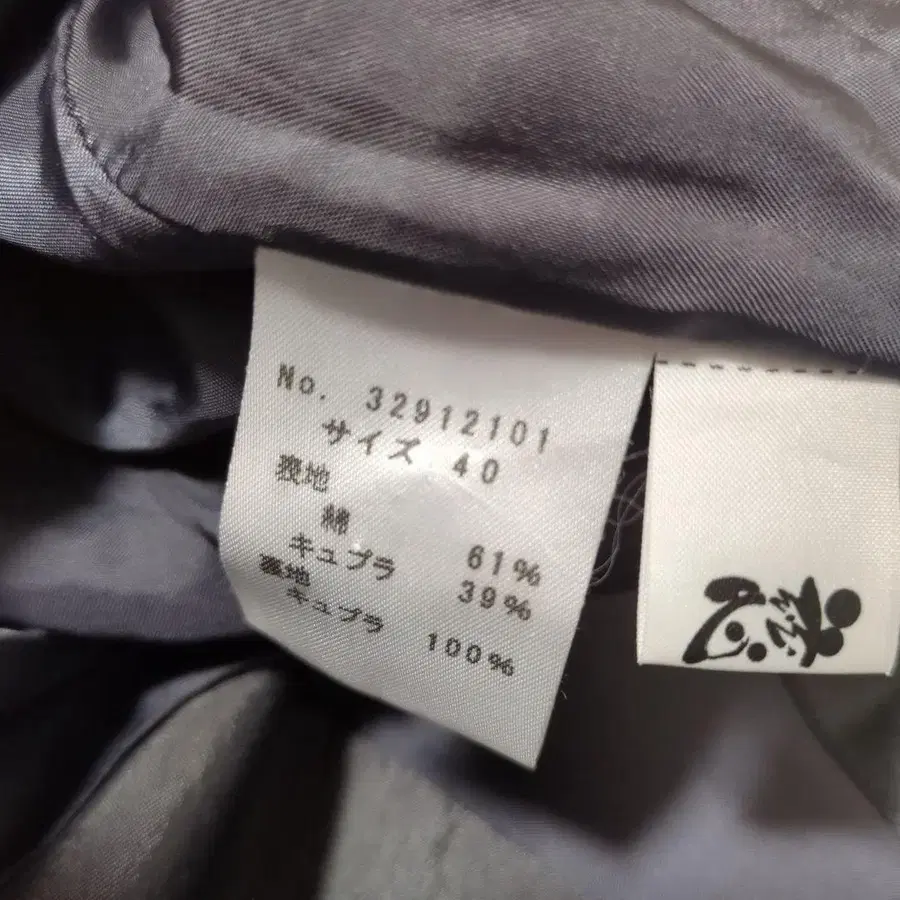 No. 32912101
サイズ 40
表地
綿 61%
キュプラ 39%
裏地
キュプラ 100%